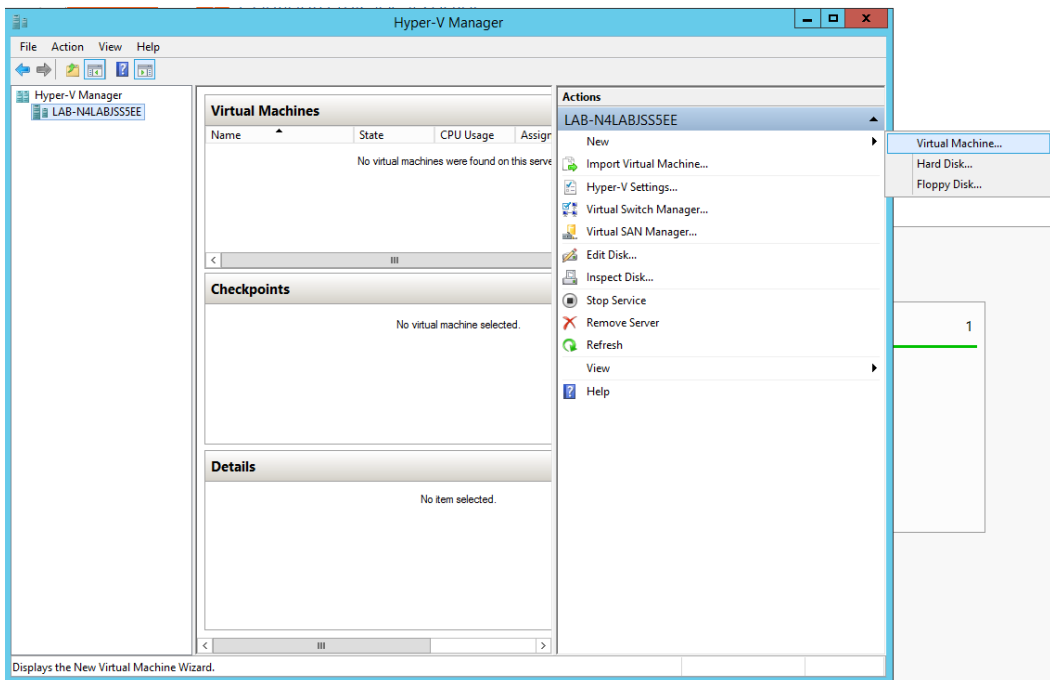 Hyper-V Manager
File Action View Help
Hyper-V Manager
LAB-N4LABJSS5EE
Virtual Machines
Name State CPU Usage Assigr
No virtual machines were found on this serve
Checkpoints
No virtual machine selected.
Details
No item selected.
Actions
LAB-N4LABJSS5EE
New
Import Virtual Machine...
Hyper-V Settings...
Virtual Switch Manager...
Virtual SAN Manager...
Edit Disk...
Inspect Disk...
Stop Service
Remove Server
Refresh
View
Help
Virtual Machine...
Hard Disk...
Floppy Disk...
1
Displays the New Virtual Machine Wizard.